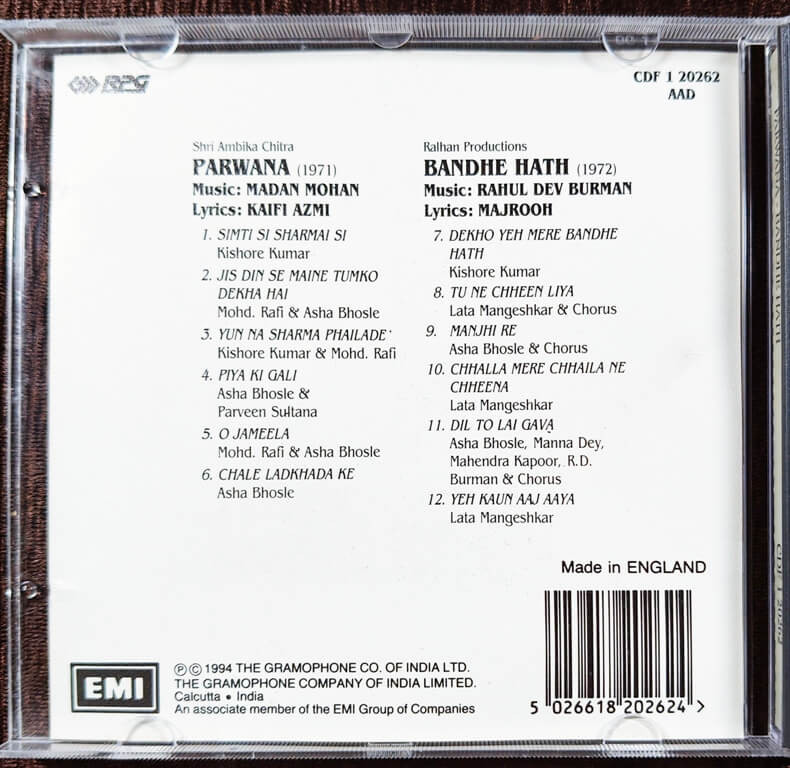 RPG
CDF 1 20262
AAD
Shri Ambika Chitra
PARWANA (1971)
Music: MADAN MOHAN
Lyrics: KAIFI AZMI
1. SIMTI SI SHARMAI SI
Kishore Kumar
2. JIS DIN SE MAINE TUMKO
DEKHA HAI
Mohd. Rafi & Asha Bhosle
3. YUN NA SHARMA PHAILADE
Kishore Kumar & Mohd. Rafi
4. PIYA KI GALI
Asha Bhosle &
Parveen Sultana
5. O JAMEELA
Mohd. Rafi & Asha Bhosle
6. CHALE LADKHADA KE
Asha Bhosle
Ralhan Productions
BANDHE HATH (1972)
Music: RAHUL DEV BURMAN
Lyrics: MAJROOH
7. DEKHO YEH MERE BANDHE
HATH
Kishore Kumar
8. TU NE CHHEEN LIYA
Lata Mangeshkar & Chorus
9. MANJHI RE
Asha Bhosle & Chorus
10. CHHALLA MERE CHHAILA NE
CHHEENA
Lata Mangeshkar
11. DIL TO LAI GAVA
Asha Bhosle, Manna Dey,
Mahendra Kapoor, R.D.
Burman & Chorus
12. YEH KAUN AAJ AAYA
Lata Mangeshkar
Made in ENGLAND
5 026618 202624 >
EMI
℗ © 1994 THE GRAMOPHONE CO. OF INDIA LTD.
THE GRAMOPHONE COMPANY OF INDIA LIMITED.
Calcutta • India
An associate member of the EMI Group of Companies
PARWANA · BANDHE HATH
CDF 1 20262